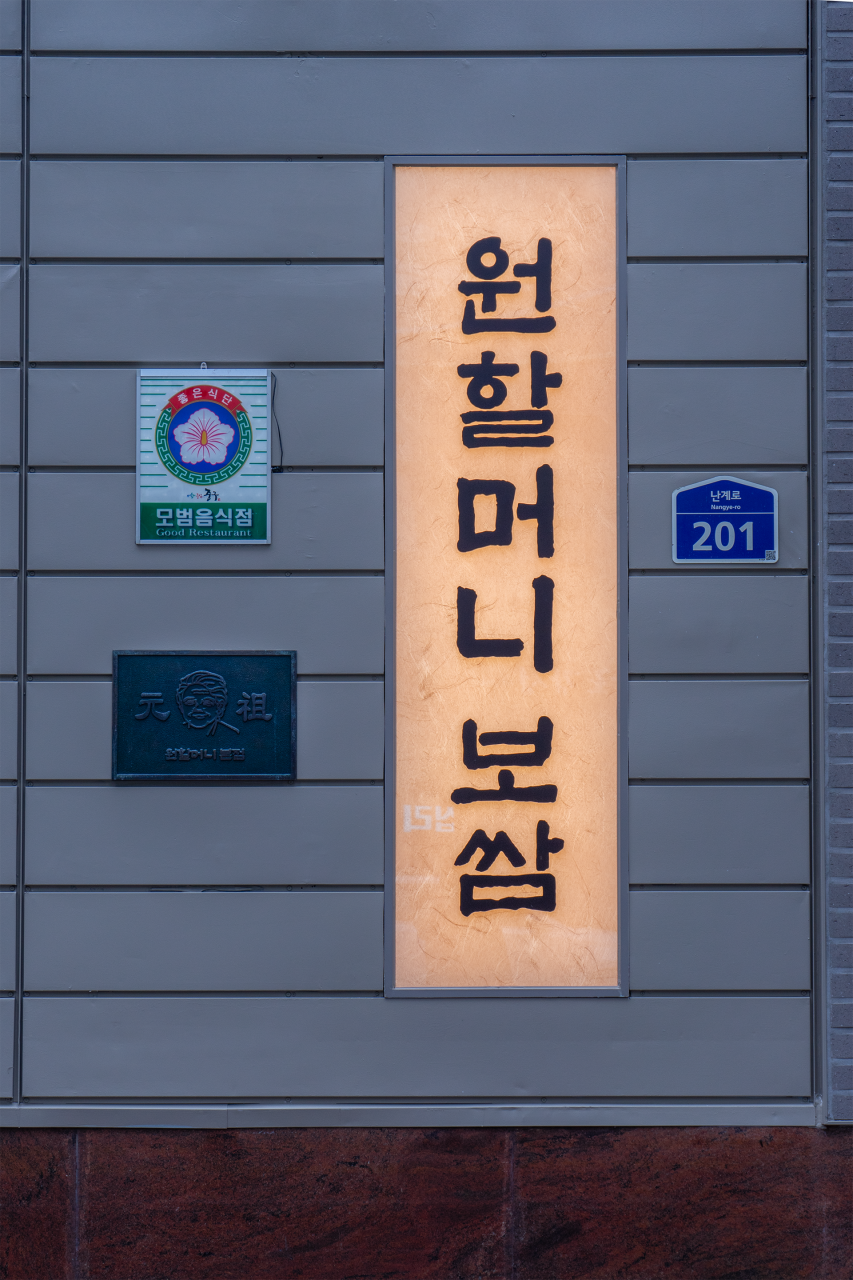 원할머니 보쌈
좋은식단
모범음식점
Good Restaurant
난계로
Nangye-ro
201
元祖
원할머니 본점